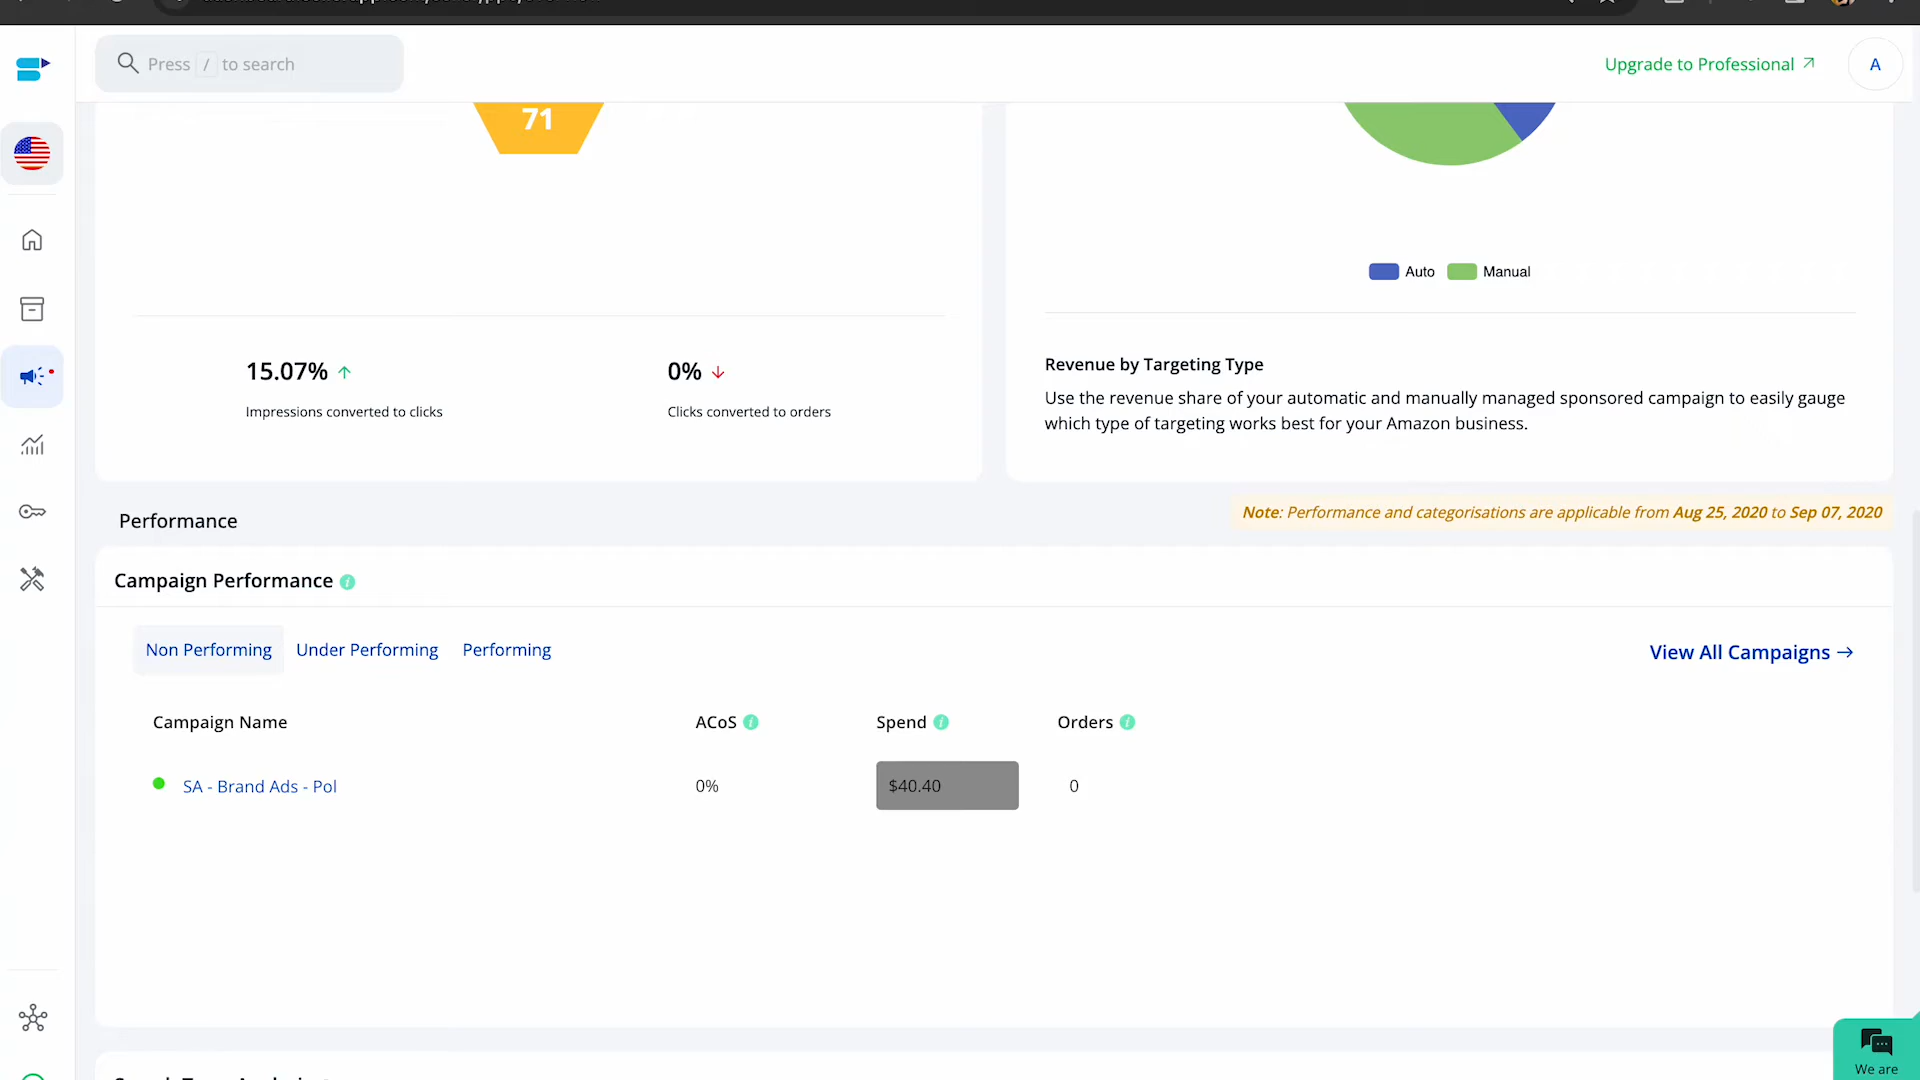 Press / to search
Upgrade to Professional
A
71
Auto Manual
15.07%
0%
Impressions converted to clicks
Clicks converted to orders
Revenue by Targeting Type
Use the revenue share of your automatic and manually managed sponsored campaign to easily gauge
which type of targeting works best for your Amazon business.
Performance
Note: Performance and categorisations are applicable from Aug 25, 2020 to Sep 07, 2020
Campaign Performance
Non Performing Under Performing Performing
View All Campaigns →
Campaign Name ACoS Spend Orders
SA - Brand Ads - Pol 0% $40.40 0
We are